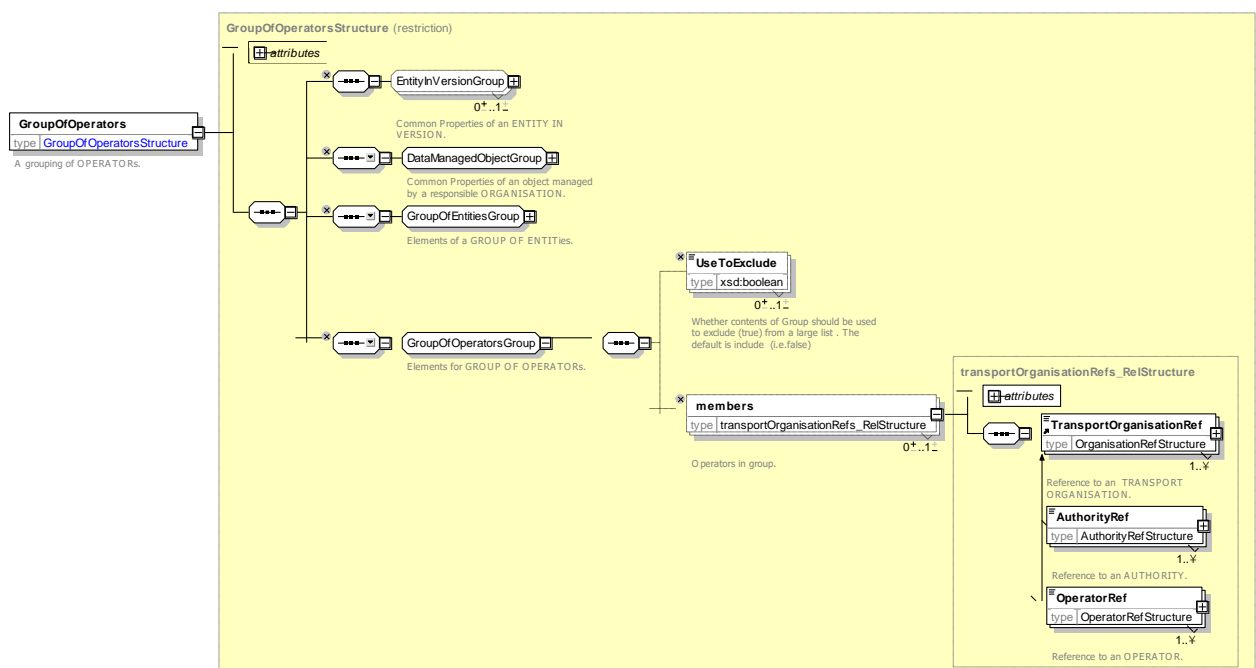 GroupOfOperatorsStructure (restriction)
attributes
EntityInVersionGroup
0..1
Common Properties of an ENTITY IN
VERSION.
GroupOfOperators
type GroupOfOperatorsStructure
A grouping of OPERATORs.
DataManagedObjectGroup
Common Properties of an object managed
by a responsible ORGANISATION.
GroupOfEntitiesGroup
Elements of a GROUP OF ENTITies.
UseToExclude
type xsd:boolean
0..1
Whether contents of Group should be used
to exclude (true) from a large list . The
default is include (i.e.false)
GroupOfOperatorsGroup
Elements for GROUP OF OPERATORs.
members
type transportOrganisationRefs_RelStructure
0..1
Operators in group.
transportOrganisationRefs_RelStructure
attributes
TransportOrganisationRef
type OrganisationRefStructure
1..¥
Reference to an TRANSPORT
ORGANISATION.
AuthorityRef
type AuthorityRefStructure
1..¥
Reference to an AUTHORITY.
OperatorRef
type OperatorRefStructure
1..¥
Reference to an OPERATOR.